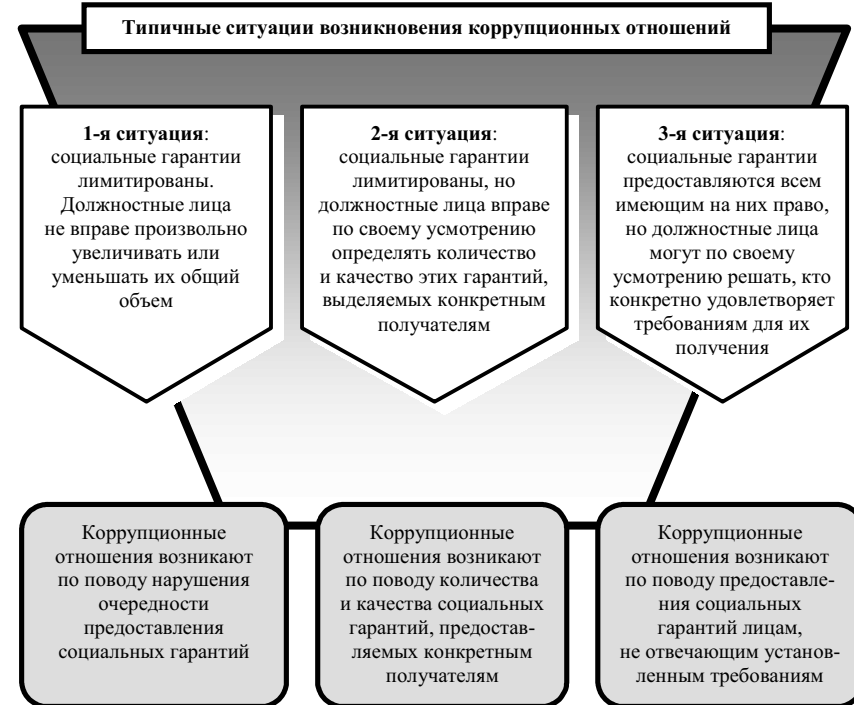 Типичные ситуации возникновения коррупционных отношений
1-я ситуация:
социальные гарантии
лимитированы.
Должностные лица
не вправе произвольно
увеличивать или
уменьшать их общий
объем
2-я ситуация:
социальные гарантии
лимитированы, но
должностные лица вправе
по своему усмотрению
определять количество
и качество этих гарантий,
выделяемых конкретным
получателям
3-я ситуация:
социальные гарантии
предоставляются всем
имеющим на них право,
но должностные лица
могут по своему
усмотрению решать, кто
конкретно удовлетворяет
требованиям для их
получения
Коррупционные
отношения возникают
по поводу нарушения
очередности
предоставления
социальных гарантий
Коррупционные
отношения возникают
по поводу количества
и качества социальных
гарантий, предостав-
ляемых конкретным
получателям
Коррупционные
отношения возникают
по поводу предоставле-
ния социальных
гарантий лицам,
не отвечающим установ-
ленным требованиям